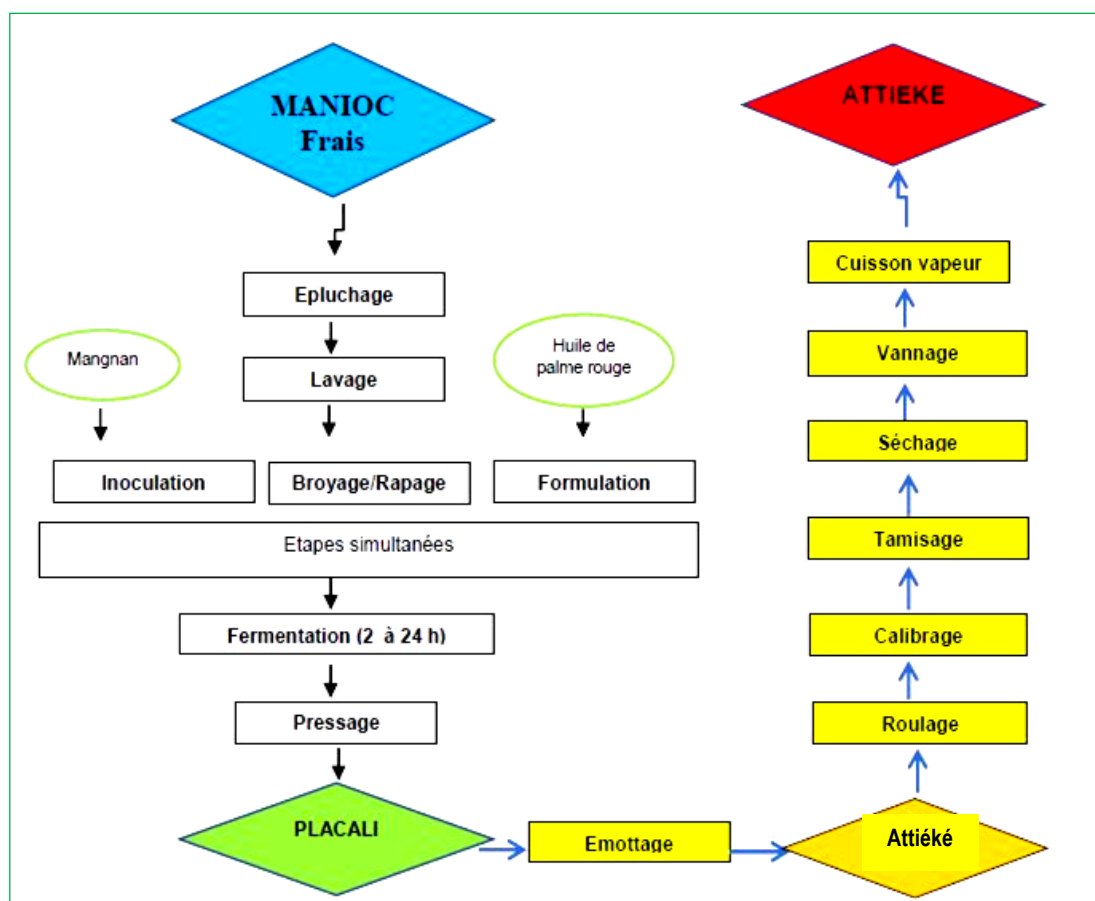 MANIOC
Frais
Epluchage
Mangnan
Lavage
Huile de
palme rouge
Inoculation
Broyage/Rapage
Formulation
Etapes simultanées
Fermentation (2 à 24 h)
Pressage
PLACALI
Emottage
Attiéké
Roulage
Calibrage
Tamisage
Séchage
Vannage
Cuisson vapeur
ATTIEKE